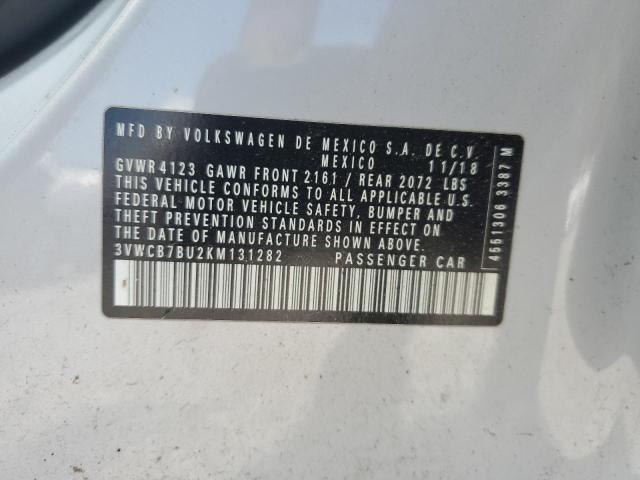 MFD BY VOLKSWAGEN DE MEXICO S.A. DE C.V.
MEXICO 11/18
GVWR 4123 GAWR FRONT 2161 / REAR 2072 LBS
THIS VEHICLE CONFORMS TO ALL APPLICABLE U.S.
FEDERAL MOTOR VEHICLE SAFETY, BUMPER AND
THEFT PREVENTION STANDARDS IN EFFECT ON
THE DATE OF MANUFACTURE SHOWN ABOVE.
3VWCB7BU2KM131282 PASSENGER CAR
4551306 3387 M